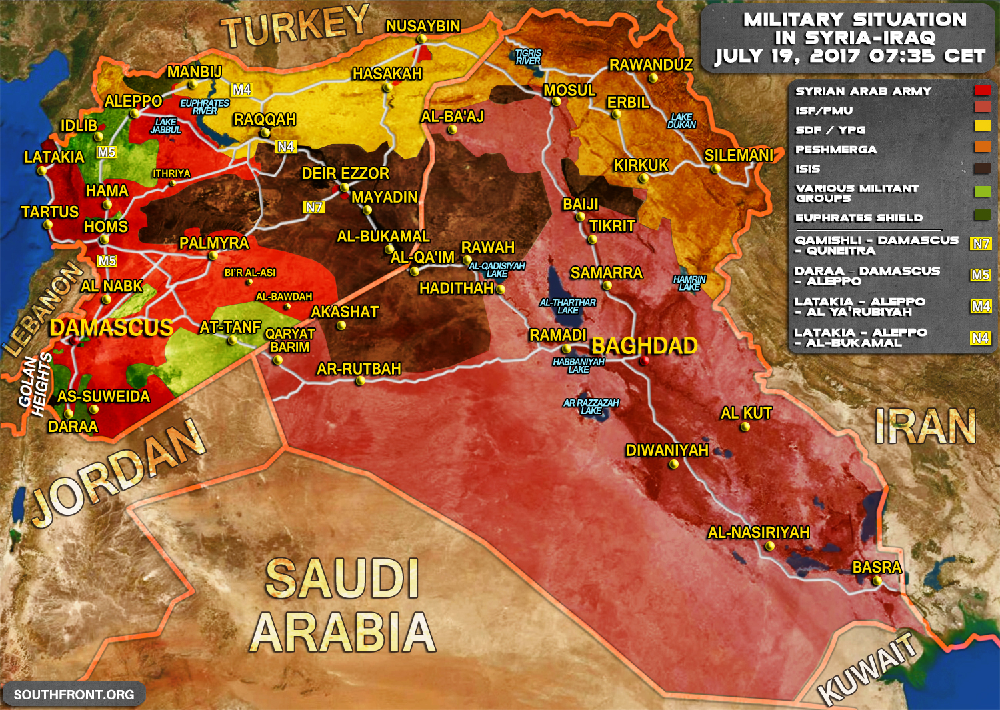 MILITARY SITUATION
IN SYRIA-IRAQ
JULY 19, 2017 07:35 CET
SYRIAN ARAB ARMY
ISF/PMU
SDF / YPG
PESHMERGA
ISIS
VARIOUS MILITANT
GROUPS
EUPHRATES SHIELD
QAMISHLI - DAMASCUS
- QUNEITRA
N7
DARAA - DAMASCUS
- ALEPPO
M5
LATAKIA - ALEPPO
- AL YA'RUBIYAH
M4
LATAKIA - ALEPPO
- AL-BUKAMAL
N4
TURKEY
NUSAYBIN
MANBIJ
HASAKAH
M4
TIGRIS
RIVER
RAWANDUZ
MOSUL
ALEPPO
EUPHRATES
RIVER
ERBIL
IDLIB
LAKE
JABBUL
RAQQAH
AL-BA'AJ
LAKE
DUKAN
LATAKIA
M5
N4
KIRKUK
SILEMANI
ITHRIYA
DEIR EZZOR
HAMA
MAYADIN
N7
BAIJI
TARTUS
HOMS
TIKRIT
PALMYRA
AL-BUKAMAL
M5
AL-QA'IM
RAWAH
AL-QADISIYAH
LAKE
BI'R AL-ASI
SAMARRA
HAMRIN
LAKE
LEBANON
AL NABK
HADITHAH
AL-BAWDAH
AL-THARTHAR
LAKE
AKASHAT
DAMASCUS
AT-TANF
QARYAT
BARIM
RAMADI
BAGHDAD
GOLAN
HEIGHTS
HABBANIYAH
LAKE
AR-RUTBAH
AS-SUWEIDA
AR RAZZAZAH
LAKE
DARAA
AL KUT
IRAN
JORDAN
DIWANIYAH
AL-NASIRIYAH
SAUDI
ARABIA
BASRA
KUWAIT
SOUTHFRONT.ORG